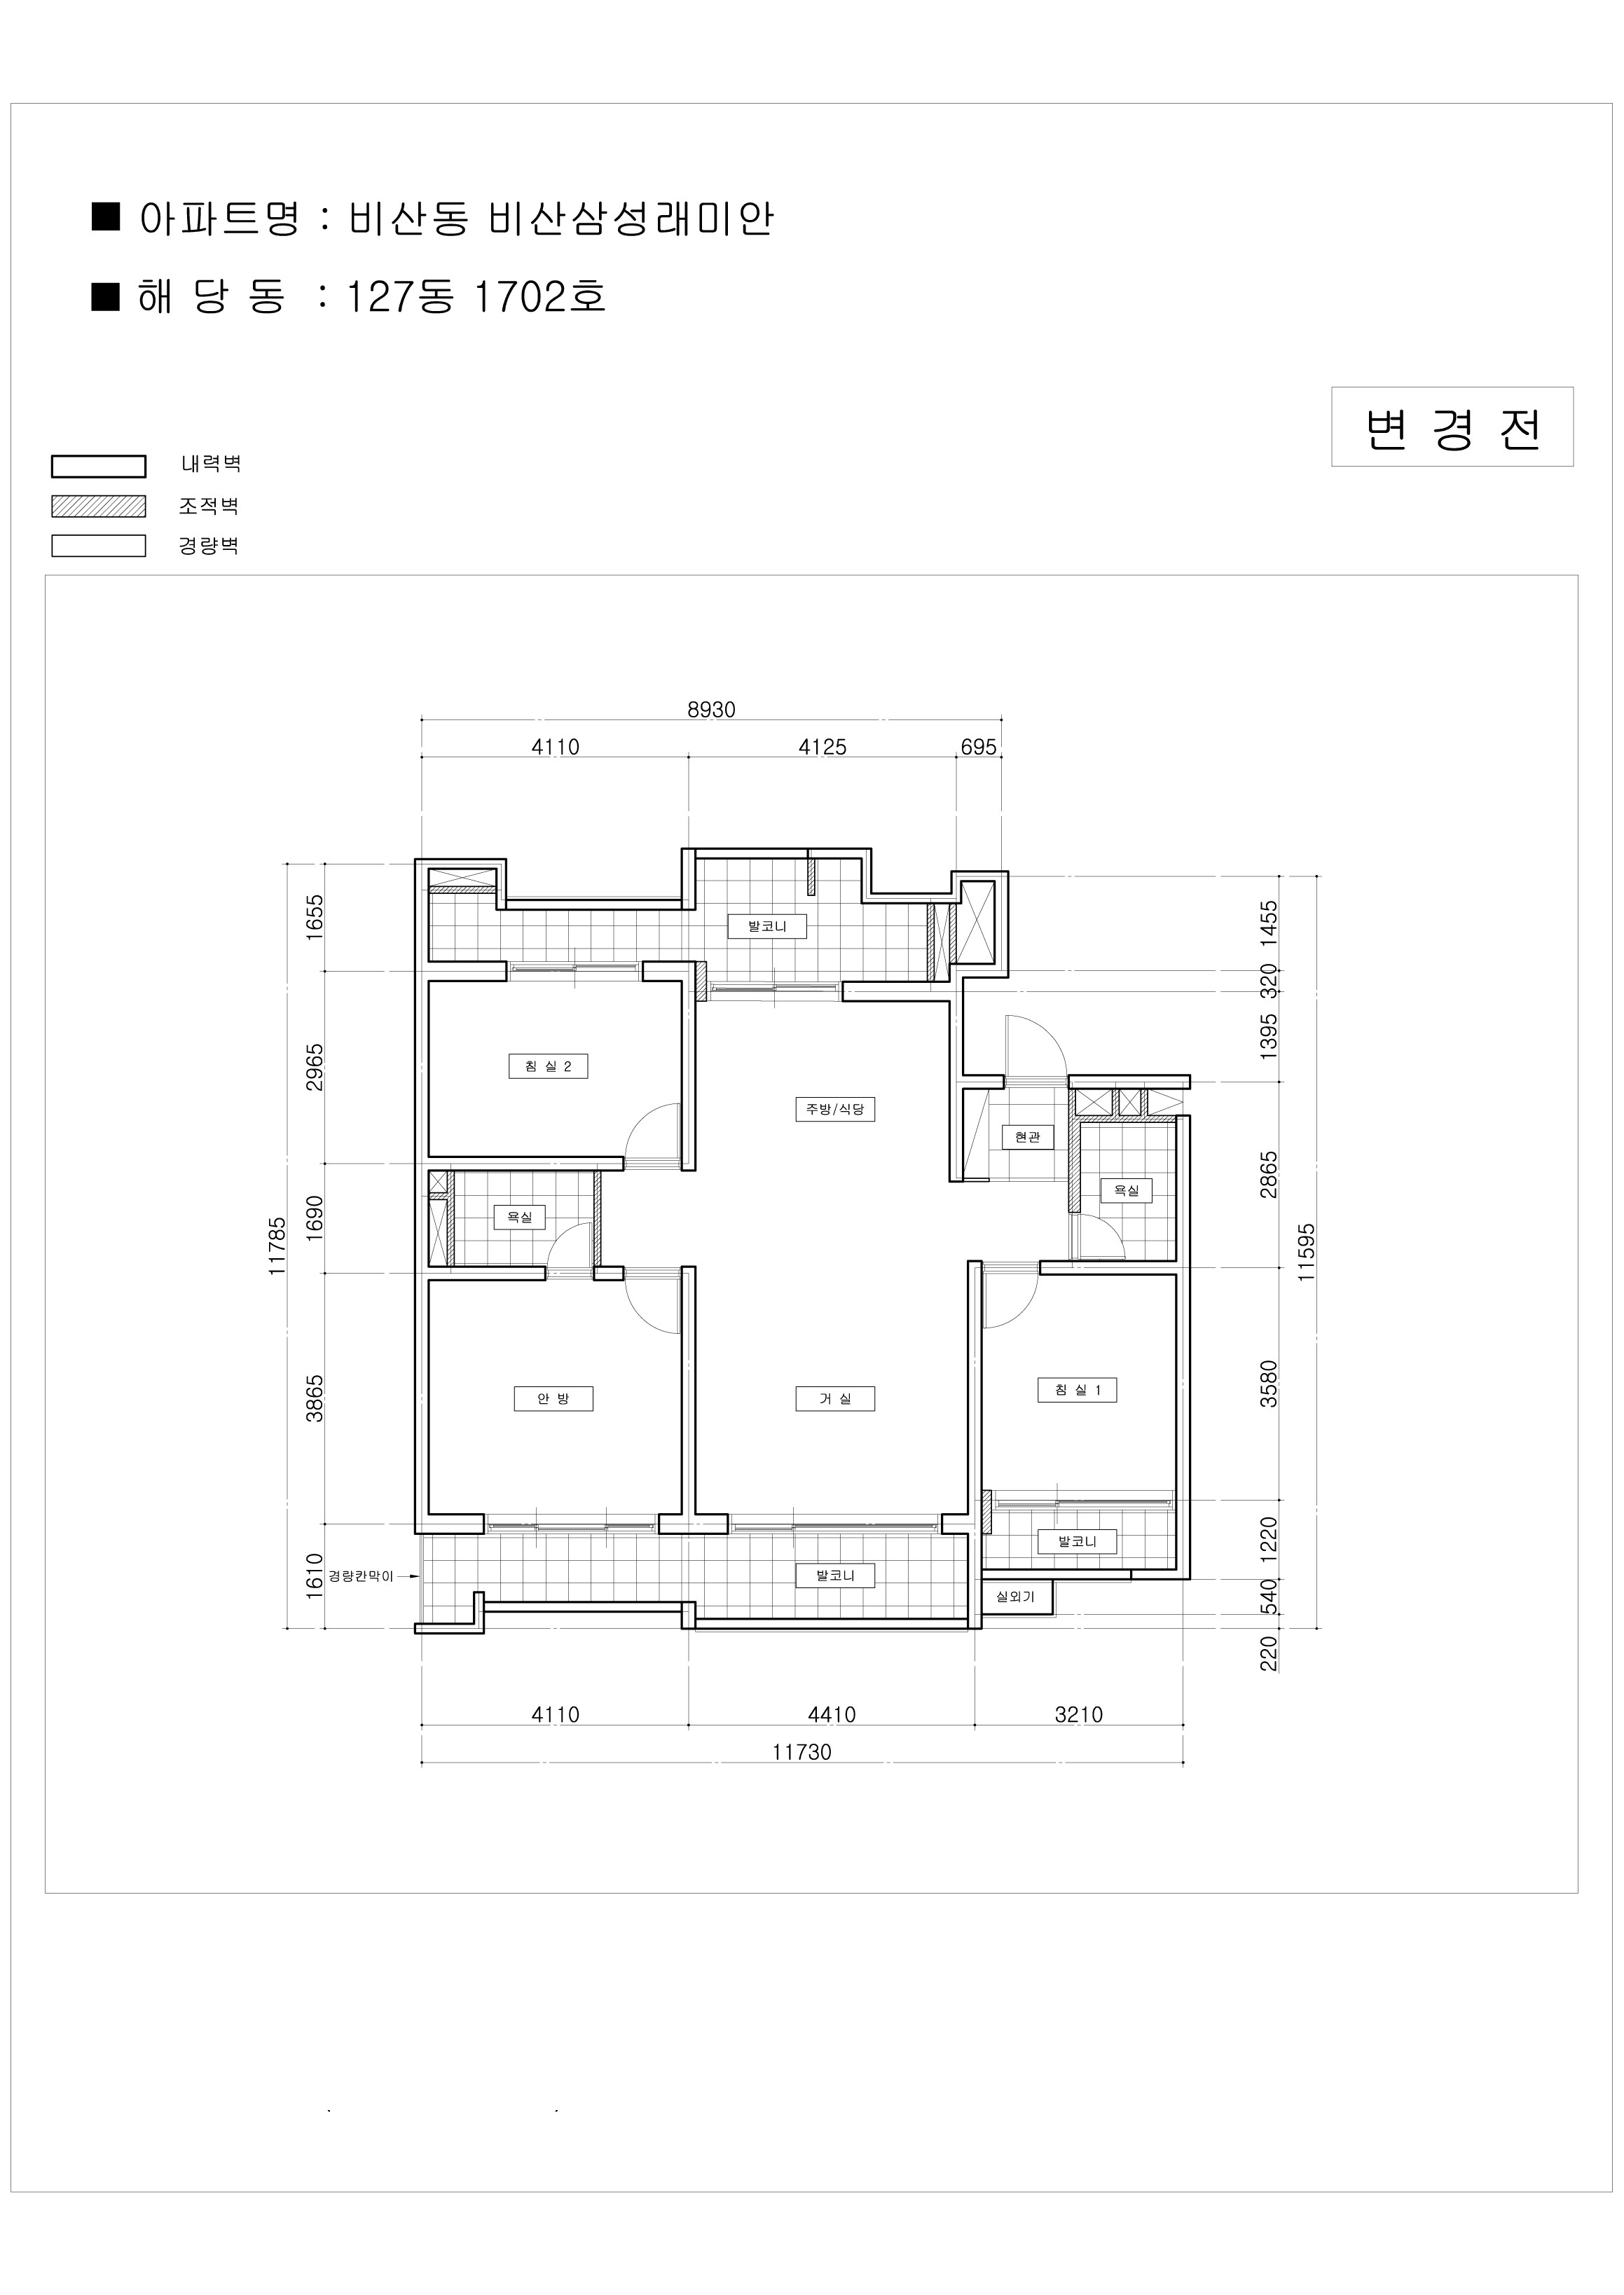 ■ 아파트명 : 비산동 비산삼성래미안
■ 해 당 동 : 127동 1702호
변 경 전
내력벽
조적벽
경량벽
8930
4110 4125 695
1655
2965
1690
3865
1610
11785
1455
320
1395
2865
3580
1220
540
220
11595
발코니
침 실 2
주방/식당
현관
욕실
욕실
안 방
거 실
침 실 1
발코니
발코니
경량칸막이
실외기
4110 4410 3210
11730